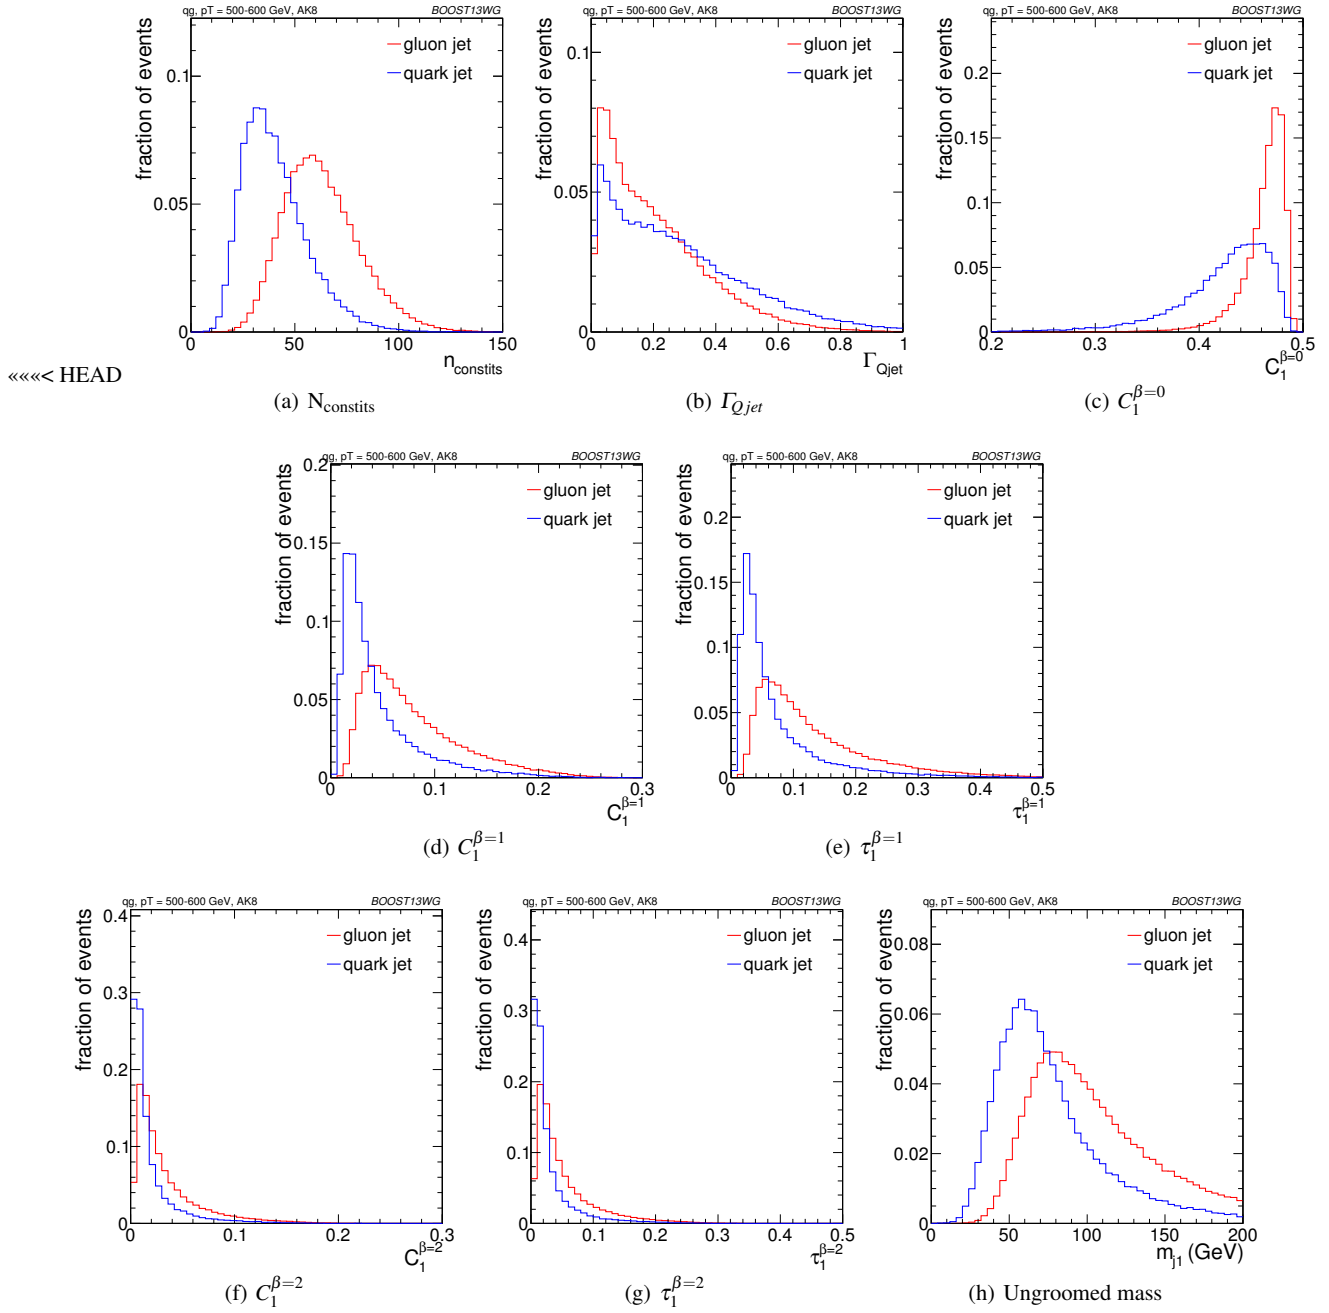 qg, pT = 500-600 GeV, AK8 BOOST13WG
fraction of events
gluon jet
quark jet
0.1
0.05
0
0 50 100 150
n_constits
(a) N_constits
qg, pT = 500-600 GeV, AK8 BOOST13WG
fraction of events
gluon jet
quark jet
0.1
0.05
0
0 0.2 0.4 0.6 0.8 1
Γ_Qjet
(b) Γ_Qjet
qg, pT = 500-600 GeV, AK8 BOOST13WG
fraction of events
gluon jet
quark jet
0.2
0.15
0.1
0.05
0
0.2 0.3 0.4 0.5
C_1^β=0
(c) C_1^β=0
«««< HEAD
qg, pT = 500-600 GeV, AK8 BOOST13WG
fraction of events
gluon jet
quark jet
0.2
0.15
0.1
0.05
0
0 0.1 0.2 0.3
C_1^β=1
(d) C_1^β=1
qg, pT = 500-600 GeV, AK8 BOOST13WG
fraction of events
gluon jet
quark jet
0.2
0.15
0.1
0.05
0
0 0.1 0.2 0.3 0.4 0.5
τ_1^β=1
(e) τ_1^β=1
qg, pT = 500-600 GeV, AK8 BOOST13WG
fraction of events
gluon jet
quark jet
0.4
0.3
0.2
0.1
0
0 0.1 0.2 0.3
C_1^β=2
(f) C_1^β=2
qg, pT = 500-600 GeV, AK8 BOOST13WG
fraction of events
gluon jet
quark jet
0.4
0.3
0.2
0.1
0
0 0.1 0.2 0.3 0.4 0.5
τ_1^β=2
(g) τ_1^β=2
qg, pT = 500-600 GeV, AK8 BOOST13WG
fraction of events
gluon jet
quark jet
0.08
0.06
0.04
0.02
0
0 50 100 150 200
m_j1 (GeV)
(h) Ungroomed mass